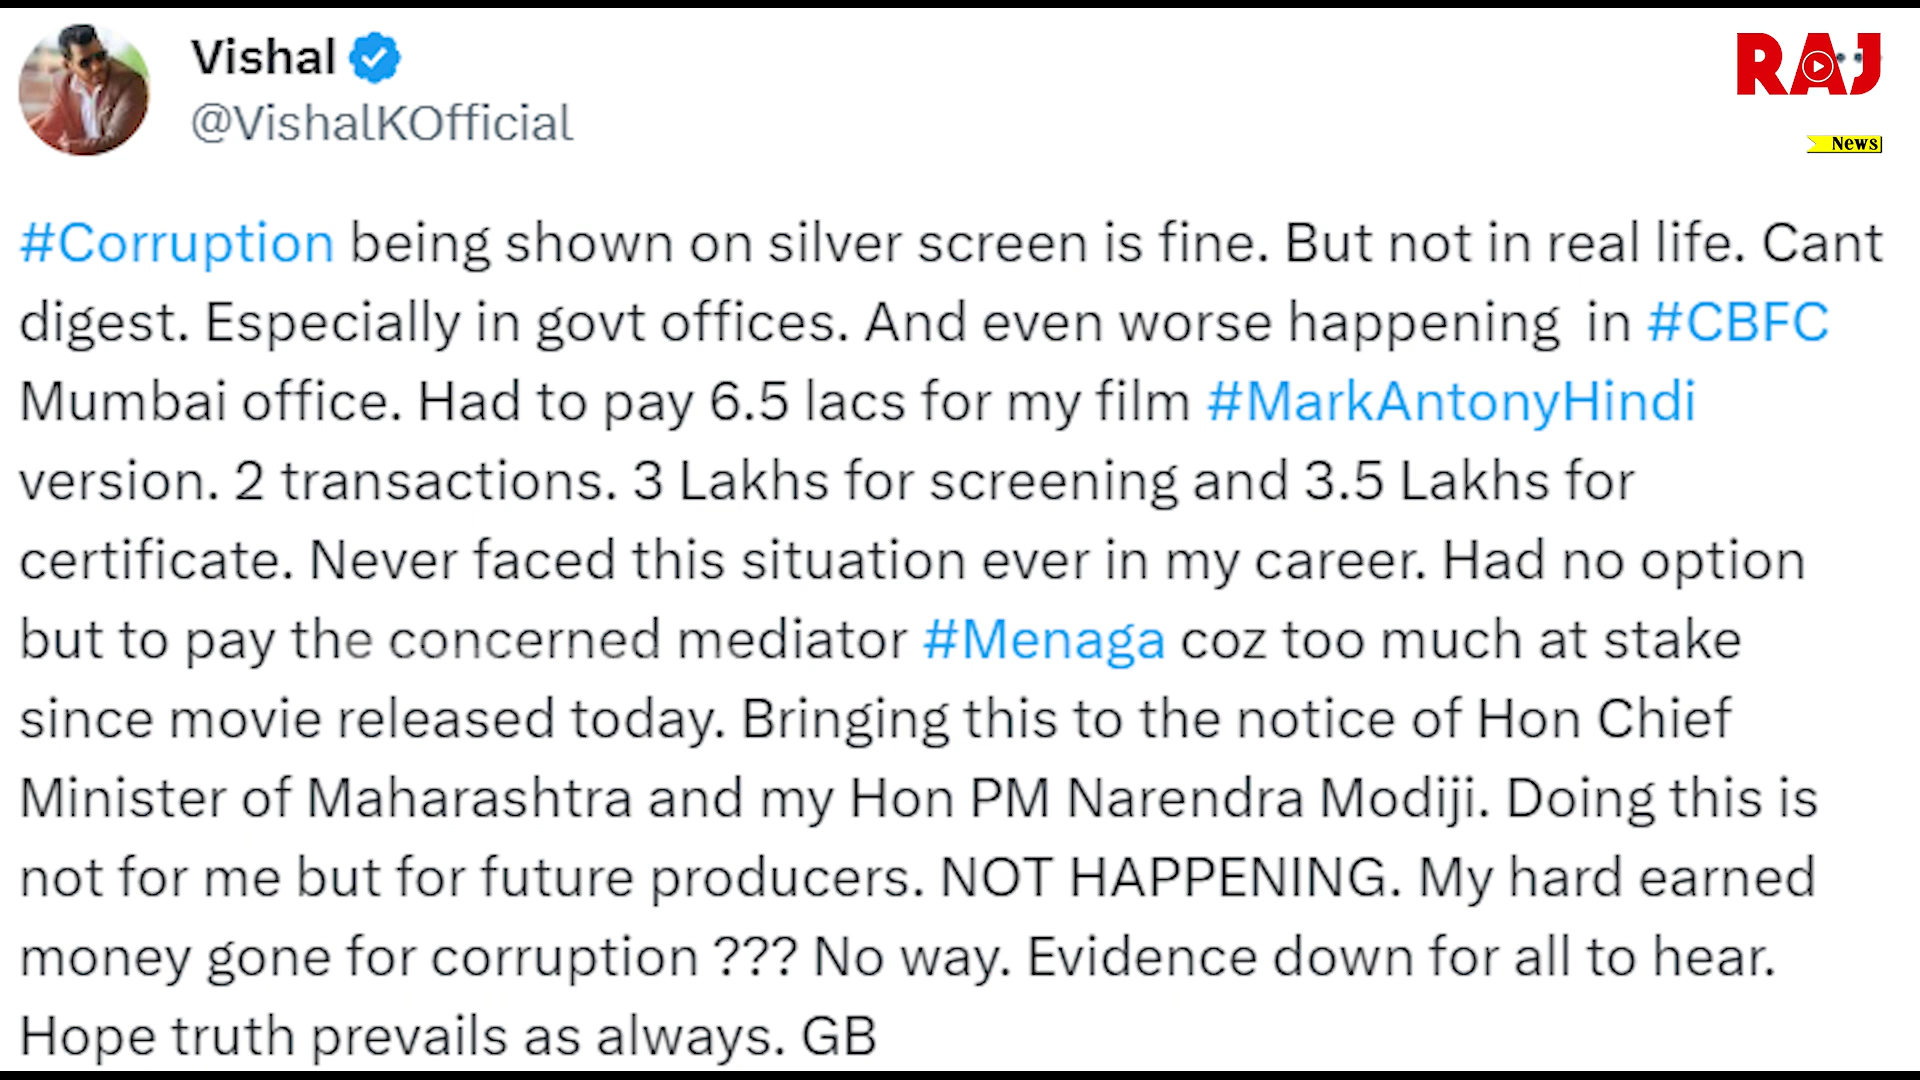 Vishal
@VishalKOfficial
RAJ
News
#Corruption being shown on silver screen is fine. But not in real life. Cant
digest. Especially in govt offices. And even worse happening  in #CBFC
Mumbai office. Had to pay 6.5 lacs for my film #MarkAntonyHindi
version. 2 transactions. 3 Lakhs for screening and 3.5 Lakhs for
certificate. Never faced this situation ever in my career. Had no option
but to pay the concerned mediator #Menaga coz too much at stake
since movie released today. Bringing this to the notice of Hon Chief
Minister of Maharashtra and my Hon PM Narendra Modiji. Doing this is
not for me but for future producers. NOT HAPPENING. My hard earned
money gone for corruption ??? No way. Evidence down for all to hear.
Hope truth prevails as always. GB